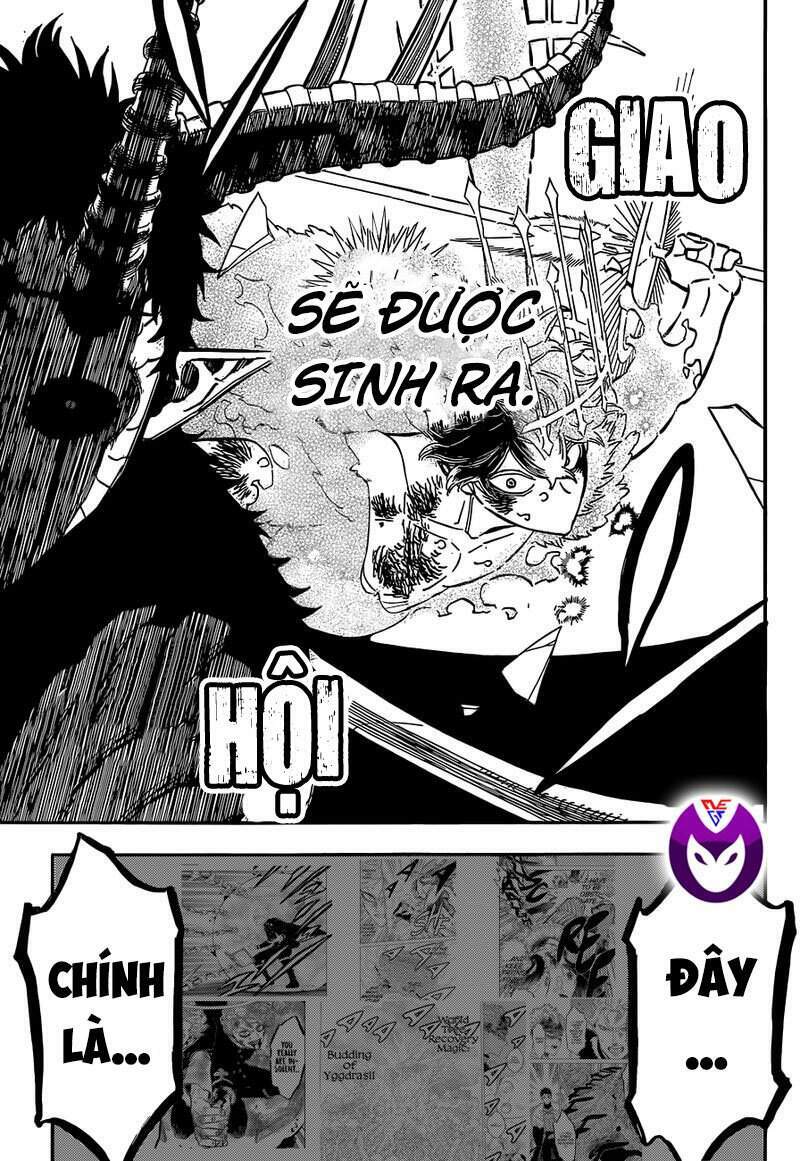 GIAO
SẼ ĐƯỢC
SINH RA.
HỘI
ĐÂY
...
CHÍNH
LÀ...
World
Tree
Recovery
Magic:
Budding of
Yggdrasil
YOU
REALLY
ARE IN-
SOLENT...